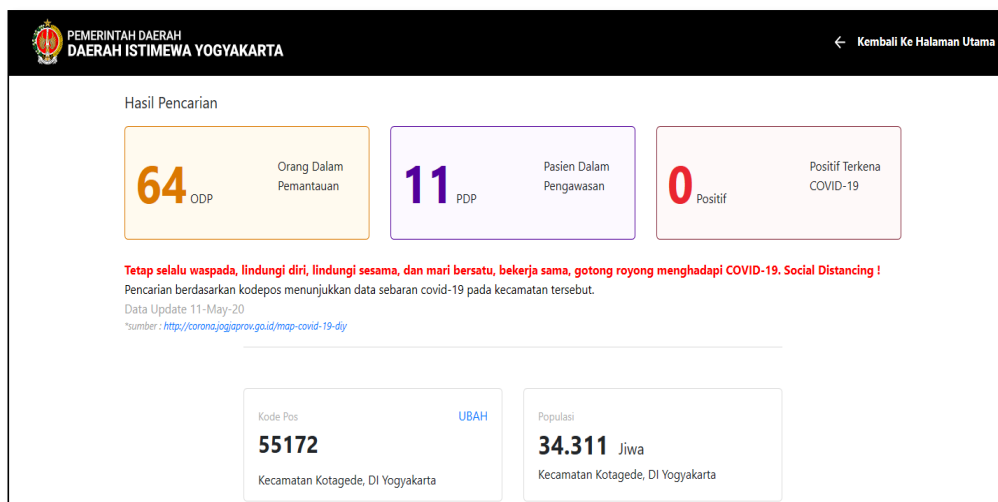 PEMERINTAH DAERAH
DAERAH ISTIMEWA YOGYAKARTA
← Kembali Ke Halaman Utama
Hasil Pencarian
64 ODP
Orang Dalam
Pemantauan
11 PDP
Pasien Dalam
Pengawasan
0 Positif
Positif Terkena
COVID-19
Tetap selalu waspada, lindungi diri, lindungi sesama, dan mari bersatu, bekerja sama, gotong royong menghadapi COVID-19. Social Distancing !
Pencarian berdasarkan kodepos menunjukkan data sebaran covid-19 pada kecamatan tersebut.
Data Update 11-May-20
*sumber : http://corona.jogjaprov.go.id/map-covid-19-diy
Kode Pos
UBAH
55172
Kecamatan Kotagede, DI Yogyakarta
Populasi
34.311 Jiwa
Kecamatan Kotagede, DI Yogyakarta